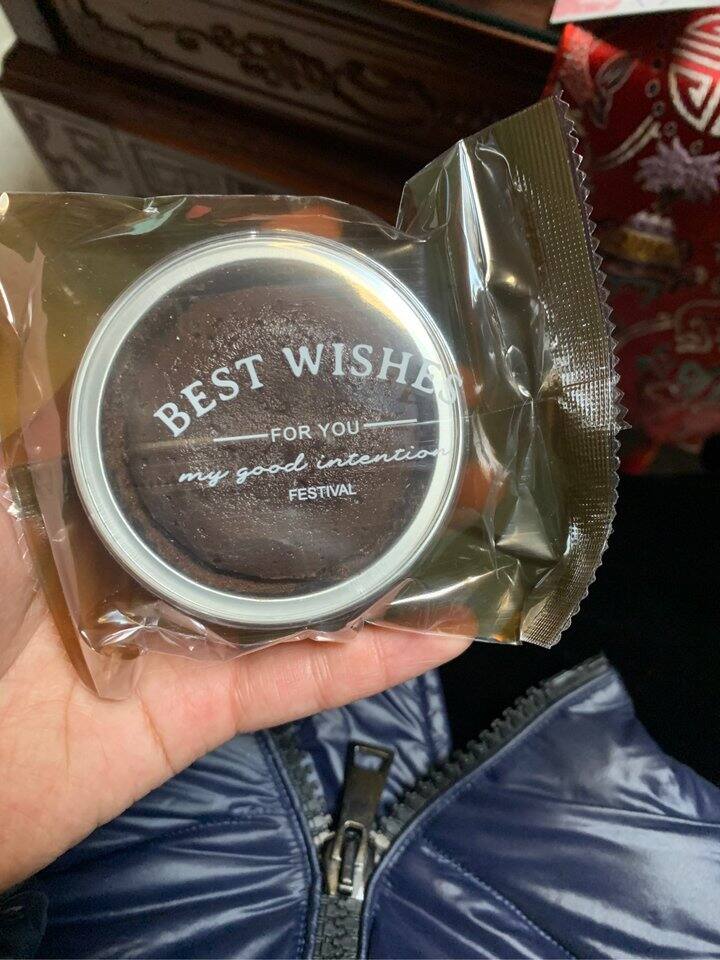 BEST WISHES
FOR YOU
my good intention
FESTIVAL